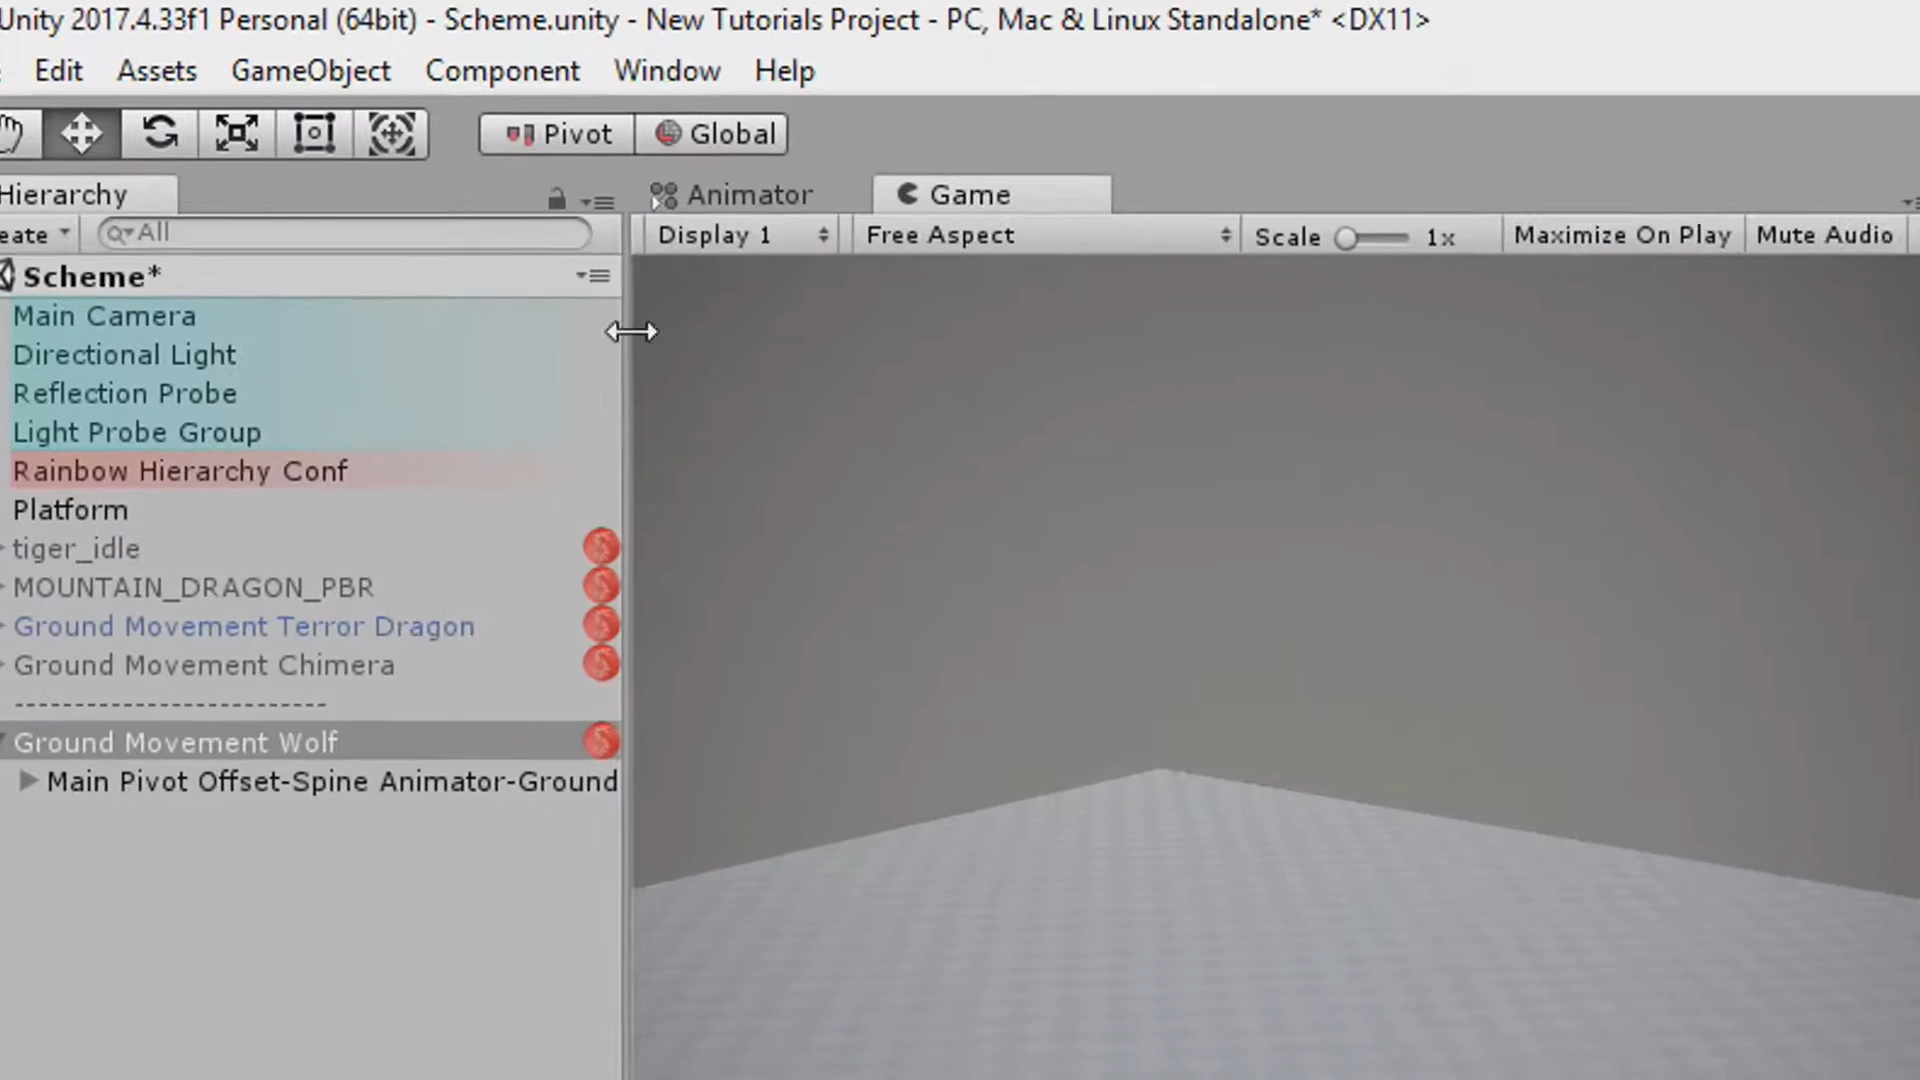 Unity 2017.4.33f1 Personal (64bit) - Scheme.unity - New Tutorials Project - PC, Mac & Linux Standalone* <DX11>
Edit Assets GameObject Component Window Help
Pivot Global
Hierarchy Animator Game
eate All Display 1 Free Aspect Scale 1x Maximize On Play Mute Audio
Scheme*
Main Camera
Directional Light
Reflection Probe
Light Probe Group
Rainbow Hierarchy Conf
Platform
tiger_idle
MOUNTAIN_DRAGON_PBR
Ground Movement Terror Dragon
Ground Movement Chimera
--------------------------
Ground Movement Wolf
Main Pivot Offset-Spine Animator-Ground